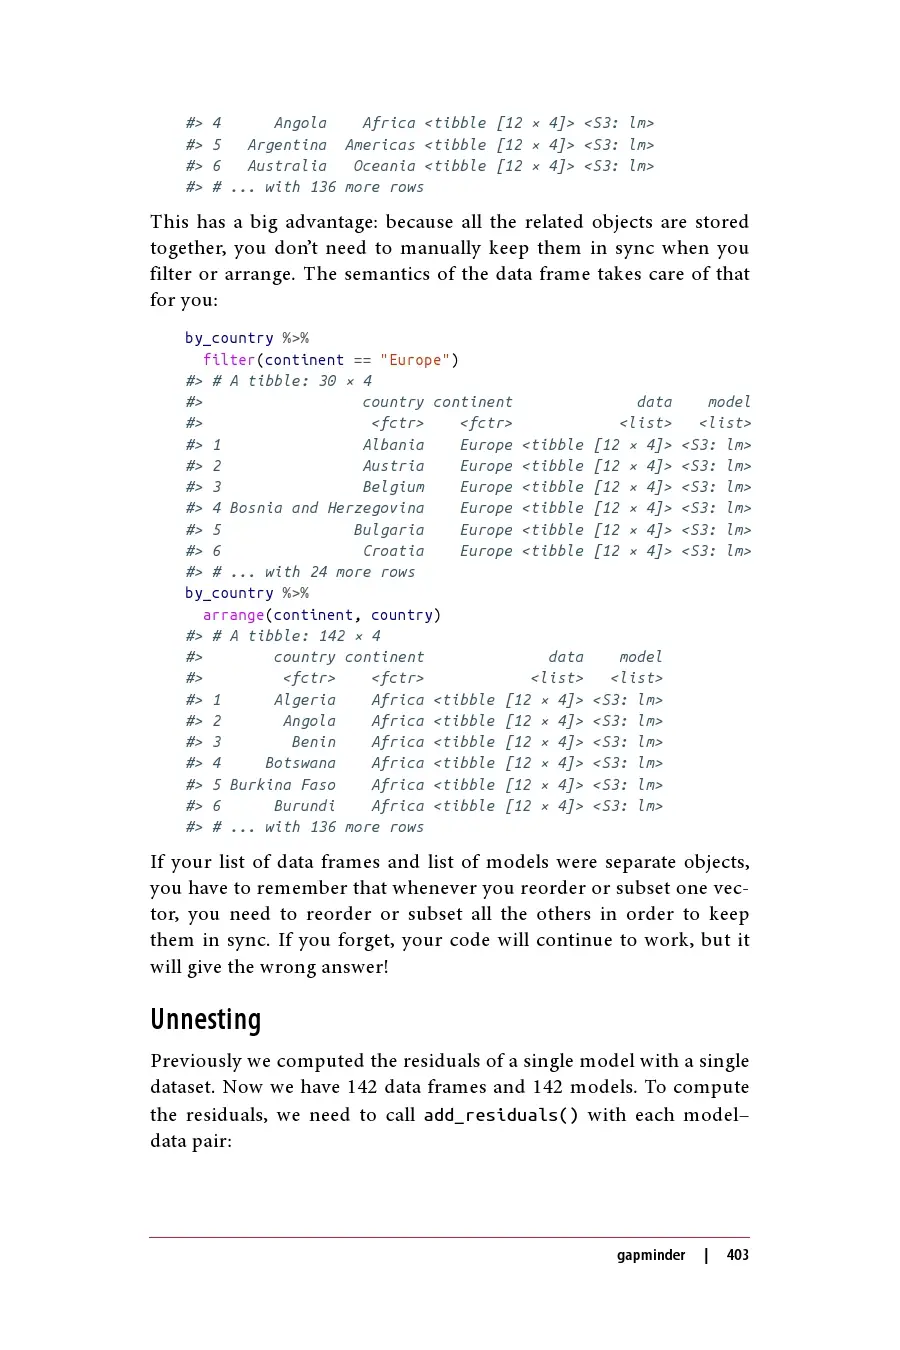 #> 4      Angola    Africa <tibble [12 × 4]> <S3: lm>
#> 5   Argentina  Americas <tibble [12 × 4]> <S3: lm>
#> 6   Australia   Oceania <tibble [12 × 4]> <S3: lm>
#> # ... with 136 more rows
This has a big advantage: because all the related objects are stored
together, you don’t need to manually keep them in sync when you
filter or arrange. The semantics of the data frame takes care of that
for you:
by_country %>%
  filter(continent == "Europe")
#> # A tibble: 30 × 4
#>                  country continent              data    model
#>                   <fctr>    <fctr>            <list>   <list>
#> 1                Albania    Europe <tibble [12 × 4]> <S3: lm>
#> 2                Austria    Europe <tibble [12 × 4]> <S3: lm>
#> 3                Belgium    Europe <tibble [12 × 4]> <S3: lm>
#> 4 Bosnia and Herzegovina    Europe <tibble [12 × 4]> <S3: lm>
#> 5               Bulgaria    Europe <tibble [12 × 4]> <S3: lm>
#> 6                Croatia    Europe <tibble [12 × 4]> <S3: lm>
#> # ... with 24 more rows
by_country %>%
  arrange(continent, country)
#> # A tibble: 142 × 4
#>        country continent              data    model
#>         <fctr>    <fctr>            <list>   <list>
#> 1      Algeria    Africa <tibble [12 × 4]> <S3: lm>
#> 2       Angola    Africa <tibble [12 × 4]> <S3: lm>
#> 3        Benin    Africa <tibble [12 × 4]> <S3: lm>
#> 4     Botswana    Africa <tibble [12 × 4]> <S3: lm>
#> 5 Burkina Faso    Africa <tibble [12 × 4]> <S3: lm>
#> 6      Burundi    Africa <tibble [12 × 4]> <S3: lm>
#> # ... with 136 more rows
If your list of data frames and list of models were separate objects,
you have to remember that whenever you reorder or subset one vec-
tor, you need to reorder or subset all the others in order to keep
them in sync. If you forget, your code will continue to work, but it
will give the wrong answer!
Unnesting
Previously we computed the residuals of a single model with a single
dataset. Now we have 142 data frames and 142 models. To compute
the residuals, we need to call add_residuals() with each model–
data pair:
gapminder | 403